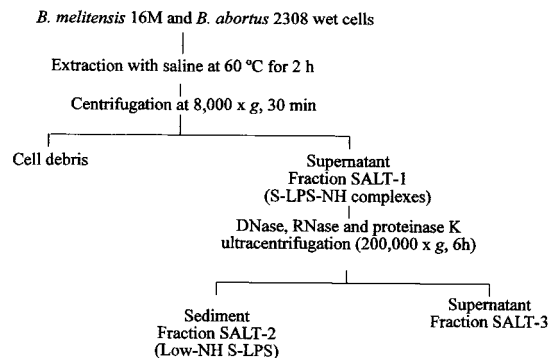 B. melitensis 16M and B. abortus 2308 wet cells
Extraction with saline at 60 ºC for 2 h
Centrifugation at 8,000 x g, 30 min
Cell debris
Supernatant
Fraction SALT-1
(S-LPS-NH complexes)
DNase, RNase and proteinase K
ultracentrifugation (200,000 x g, 6h)
Sediment
Fraction SALT-2
(Low-NH S-LPS)
Supernatant
Fraction SALT-3